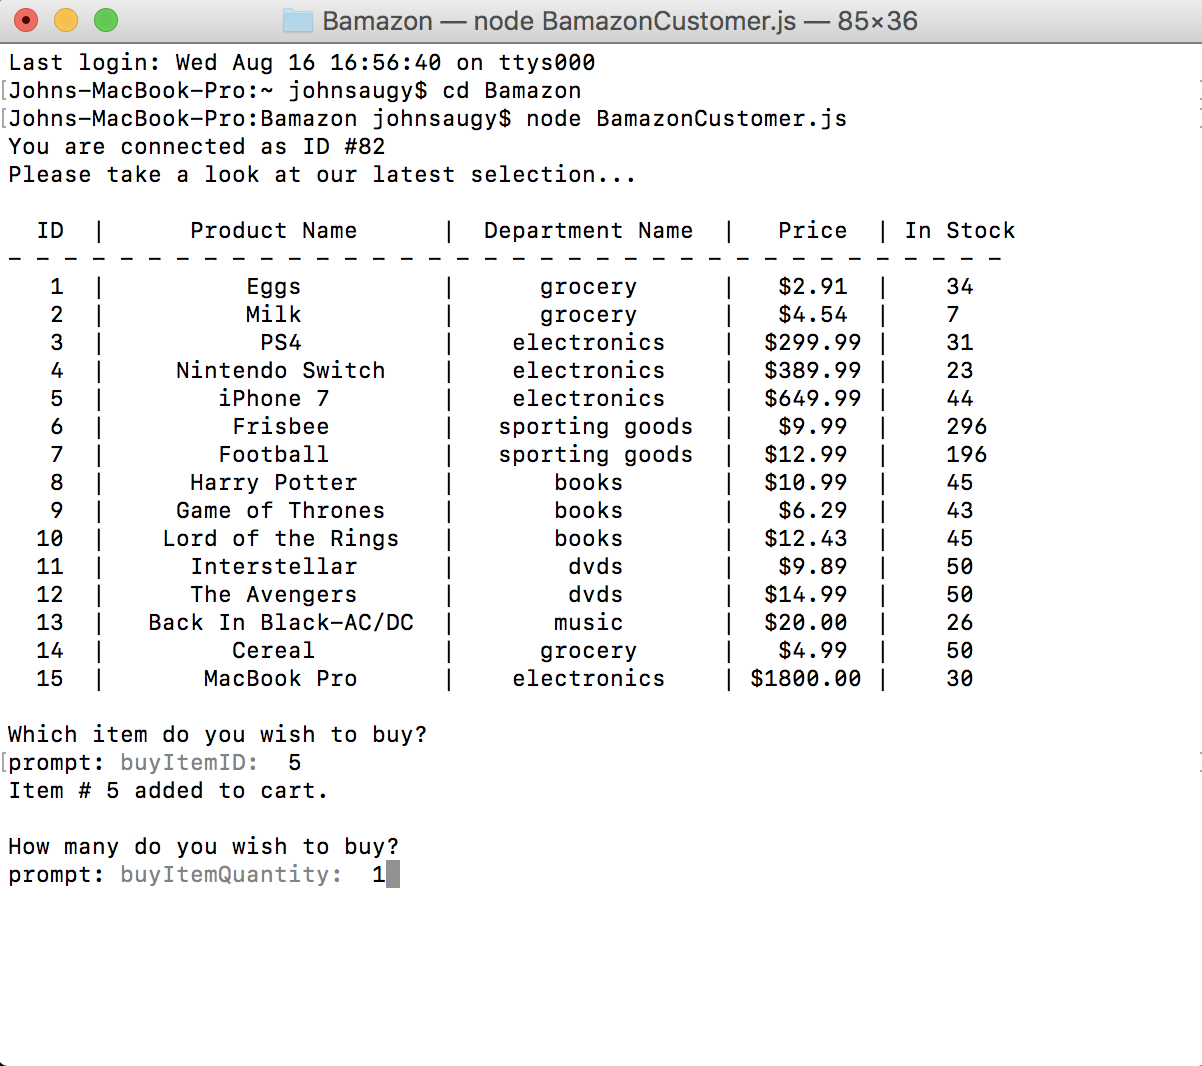 Bamazon — node BamazonCustomer.js — 85×36
Last login: Wed Aug 16 16:56:40 on ttys000
[Johns-MacBook-Pro:~ johnsaugy$ cd Bamazon
[Johns-MacBook-Pro:Bamazon johnsaugy$ node BamazonCustomer.js
You are connected as ID #82
Please take a look at our latest selection...
ID | Product Name | Department Name | Price | In Stock
- - - - - - - - - - - - - - - - - - - - - - - - - - - - - - - - - - - -
1 | Eggs | grocery | $2.91 | 34
2 | Milk | grocery | $4.54 | 7
3 | PS4 | electronics | $299.99 | 31
4 | Nintendo Switch | electronics | $389.99 | 23
5 | iPhone 7 | electronics | $649.99 | 44
6 | Frisbee | sporting goods | $9.99 | 296
7 | Football | sporting goods | $12.99 | 196
8 | Harry Potter | books | $10.99 | 45
9 | Game of Thrones | books | $6.29 | 43
10 | Lord of the Rings | books | $12.43 | 45
11 | Interstellar | dvds | $9.89 | 50
12 | The Avengers | dvds | $14.99 | 50
13 | Back In Black-AC/DC | music | $20.00 | 26
14 | Cereal | grocery | $4.99 | 50
15 | MacBook Pro | electronics | $1800.00 | 30
Which item do you wish to buy?
[prompt: buyItemID: 5
Item # 5 added to cart.
How many do you wish to buy?
prompt: buyItemQuantity: 1